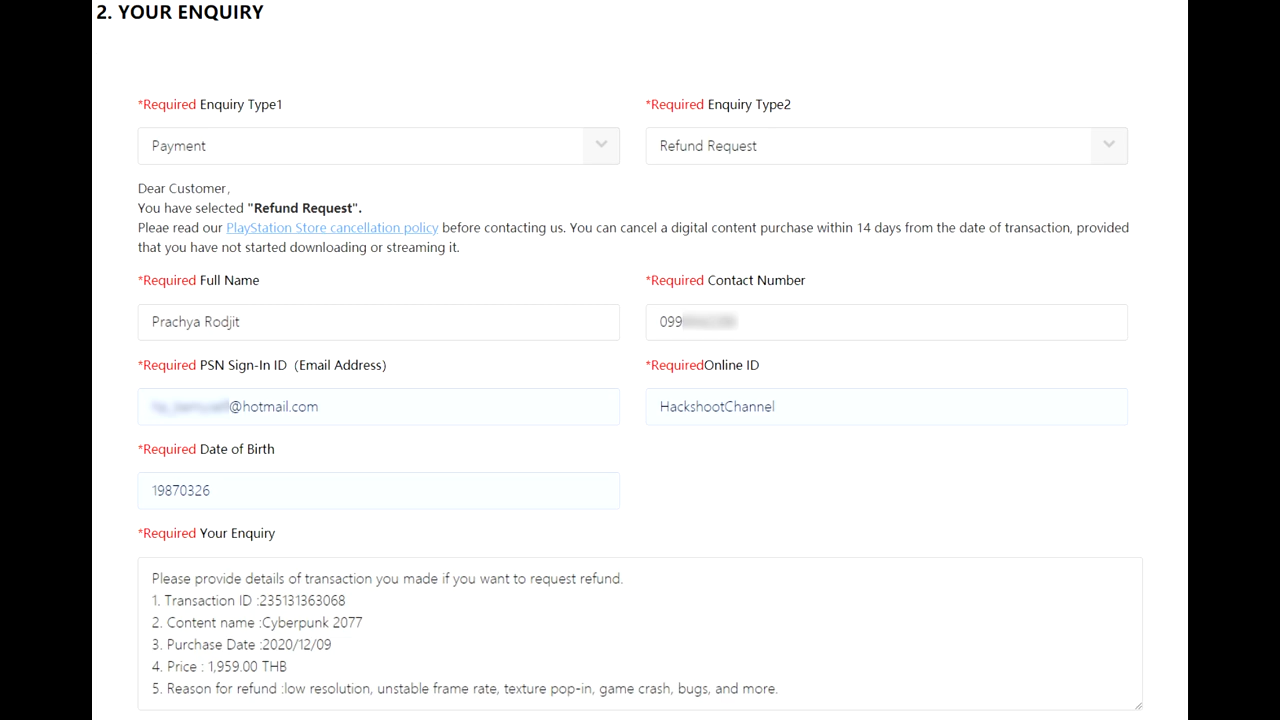 2. YOUR ENQUIRY
*Required Enquiry Type1
*Required Enquiry Type2
Payment
Refund Request
Dear Customer,
You have selected "Refund Request".
Pleae read our PlayStation Store cancellation policy before contacting us. You can cancel a digital content purchase within 14 days from the date of transaction, provided
that you have not started downloading or streaming it.
*Required Full Name
*Required Contact Number
Prachya Rodjit
099
*Required PSN Sign-In ID（Email Address）
*RequiredOnline ID
@hotmail.com
HackshootChannel
*Required Date of Birth
19870326
*Required Your Enquiry
Please provide details of transaction you made if you want to request refund.
1. Transaction ID :235131363068
2. Content name :Cyberpunk 2077
3. Purchase Date :2020/12/09
4. Price : 1,959.00 THB
5. Reason for refund :low resolution, unstable frame rate, texture pop-in, game crash, bugs, and more.